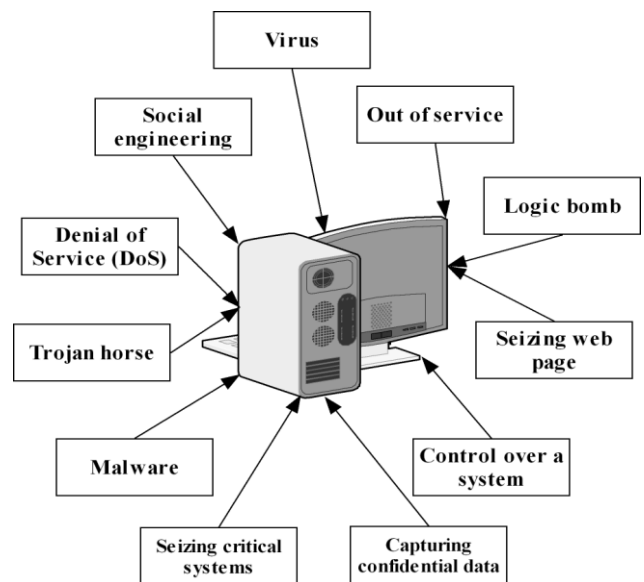 Virus
Social
engineering
Out of service
Logic bomb
Denial of
Service (DoS)
Trojan horse
Seizing web
page
Malware
Control over a
system
Seizing critical
systems
Capturing
confidential data